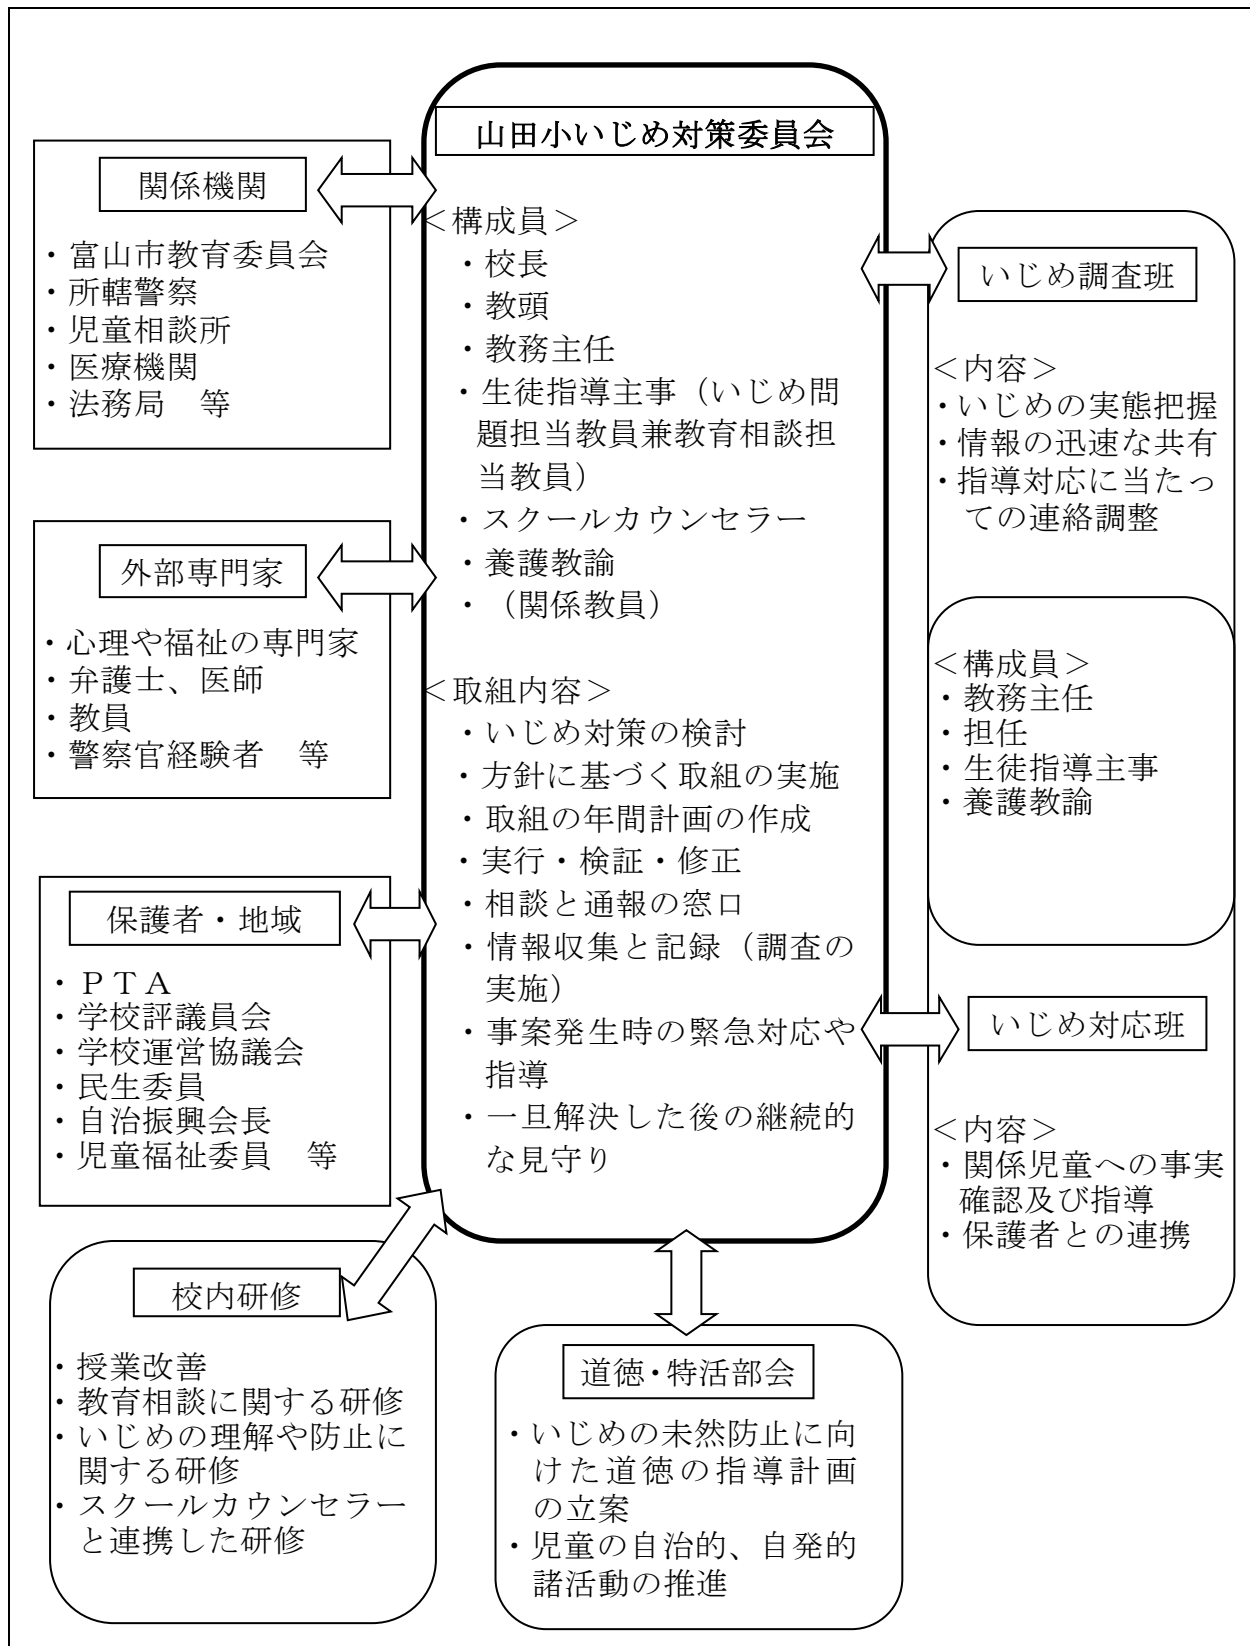 山田小いじめ対策委員会
＜構成員＞
・校長
・教頭
・教務主任
・生徒指導主事（いじめ問
題担当教員兼教育相談担
当教員）
・スクールカウンセラー
・養護教諭
・（関係教員）
＜取組内容＞
・いじめ対策の検討
・方針に基づく取組の実施
・取組の年間計画の作成
・実行・検証・修正
・相談と通報の窓口
・情報収集と記録（調査の
実施）
・事案発生時の緊急対応や
指導
・一旦解決した後の継続的
な見守り
関係機関
・富山市教育委員会
・所轄警察
・児童相談所
・医療機関
・法務局　等
外部専門家
・心理や福祉の専門家
・弁護士、医師
・教員
・警察官経験者　等
保護者・地域
・ＰＴＡ
・学校評議員会
・学校運営協議会
・民生委員
・自治振興会長
・児童福祉委員　等
校内研修
・授業改善
・教育相談に関する研修
・いじめの理解や防止に
関する研修
・スクールカウンセラー
と連携した研修
道徳・特活部会
・いじめの未然防止に向
けた道徳の指導計画
の立案
・児童の自治的、自発的
諸活動の推進
いじめ調査班
＜内容＞
・いじめの実態把握
・情報の迅速な共有
・指導対応に当たっ
ての連絡調整
＜構成員＞
・教務主任
・担任
・生徒指導主事
・養護教諭
いじめ対応班
＜内容＞
・関係児童への事実
確認及び指導
・保護者との連携